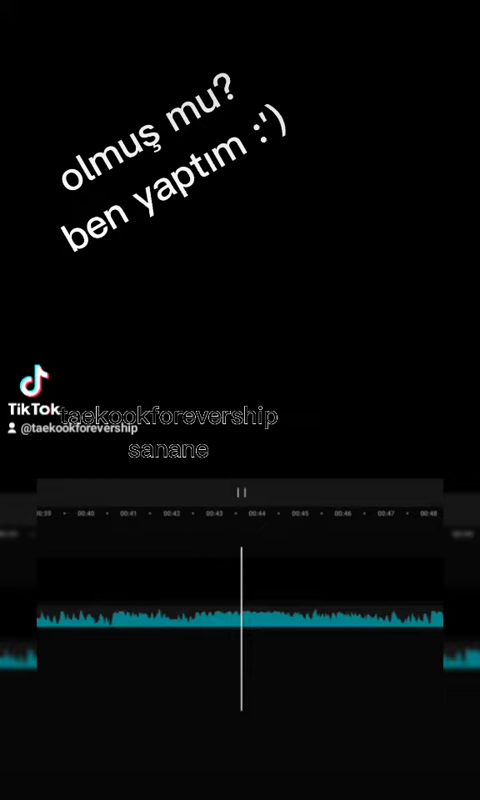 olmuş mu?
ben yaptım :')
TikTok
@taekookforevership
taekookforevership
sanane
00:39 00:40 00:41 00:42 00:43 00:44 00:45 00:46 00:47 00:48